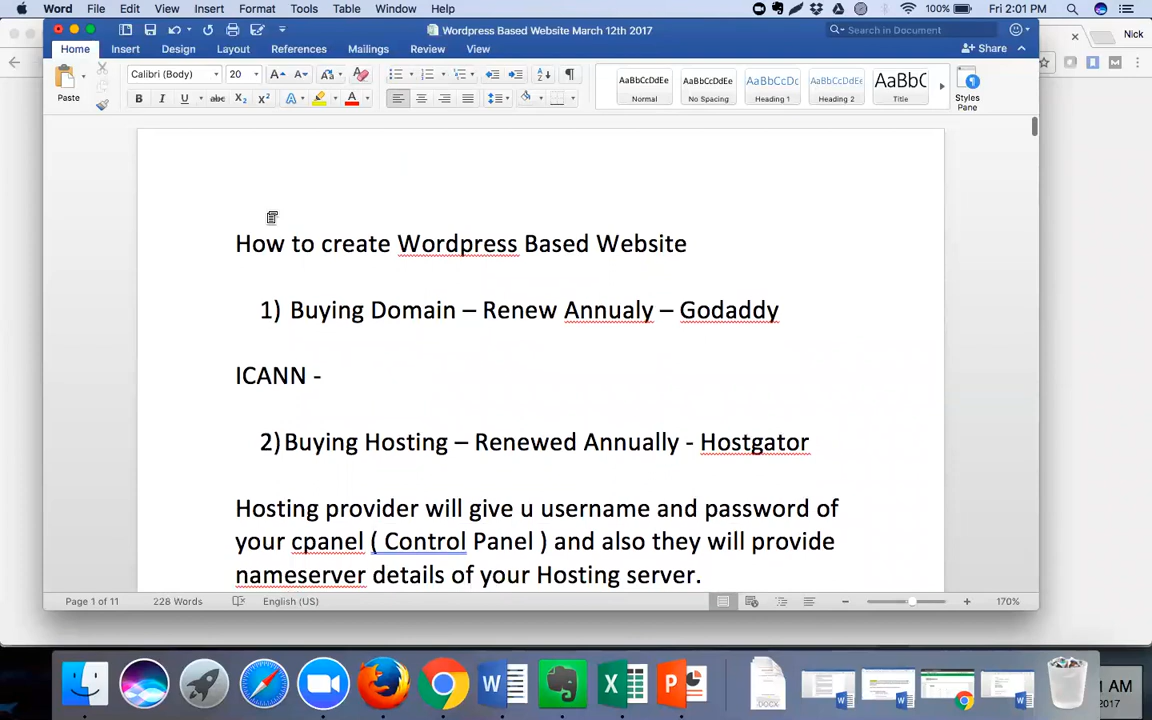 Word File Edit View Insert Format Tools Table Window Help 100% Fri 2:01 PM
Wordpress Based Website March 12th 2017
Search in Document
Nick
Home Insert Design Layout References Mailings Review View
Share
Paste
Calibri (Body) 20
AaBbCcDdEe AaBbCcDdEe AaBbCcDc AaBbCcDdEe AaBbC
Normal No Spacing Heading 1 Heading 2 Title
Styles Pane
How to create Wordpress Based Website
1) Buying Domain – Renew Annualy – Godaddy
ICANN -
2) Buying Hosting – Renewed Annually - Hostgator
Hosting provider will give u username and password of
your cpanel ( Control Panel ) and also they will provide
nameserver details of your Hosting server.
Page 1 of 11 228 Words English (US) 170%
DOCX
1 AM
2017